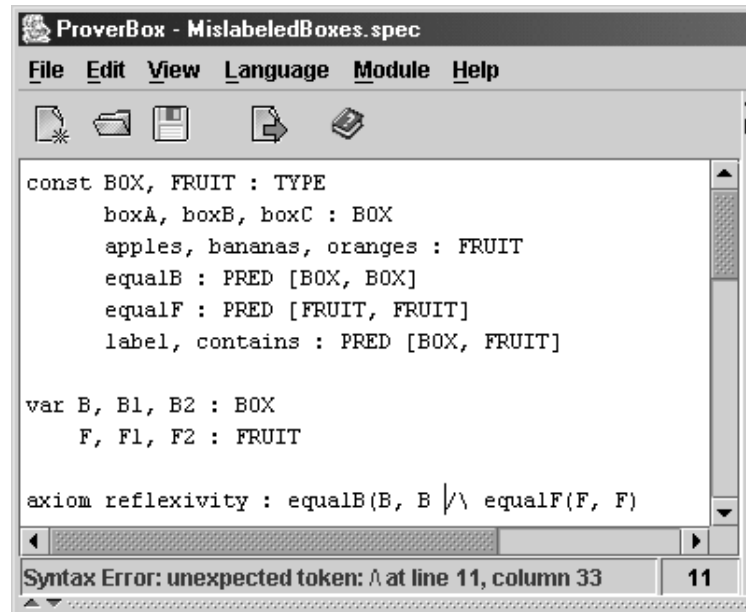 ProverBox - MislabeledBoxes.spec
File Edit View Language Module Help
const BOX, FRUIT : TYPE
boxA, boxB, boxC : BOX
apples, bananas, oranges : FRUIT
equalB : PRED [BOX, BOX]
equalF : PRED [FRUIT, FRUIT]
label, contains : PRED [BOX, FRUIT]
var B, B1, B2 : BOX
F, F1, F2 : FRUIT
axiom reflexivity : equalB(B, B /\ equalF(F, F)
Syntax Error: unexpected token: /\ at line 11, column 33 11